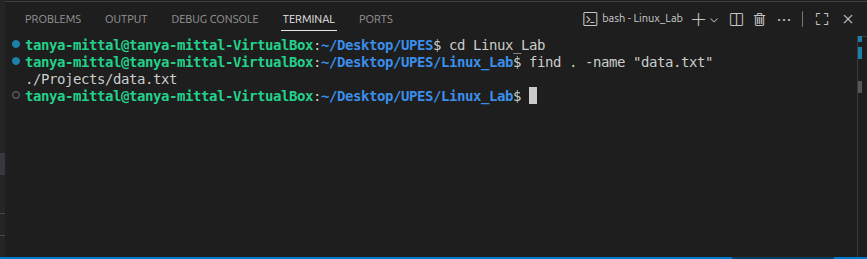 PROBLEMS OUTPUT DEBUG CONSOLE TERMINAL PORTS bash - Linux_Lab
tanya-mittal@tanya-mittal-VirtualBox:~/Desktop/UPES$ cd Linux_Lab
tanya-mittal@tanya-mittal-VirtualBox:~/Desktop/UPES/Linux_Lab$ find . -name "data.txt"
./Projects/data.txt
tanya-mittal@tanya-mittal-VirtualBox:~/Desktop/UPES/Linux_Lab$